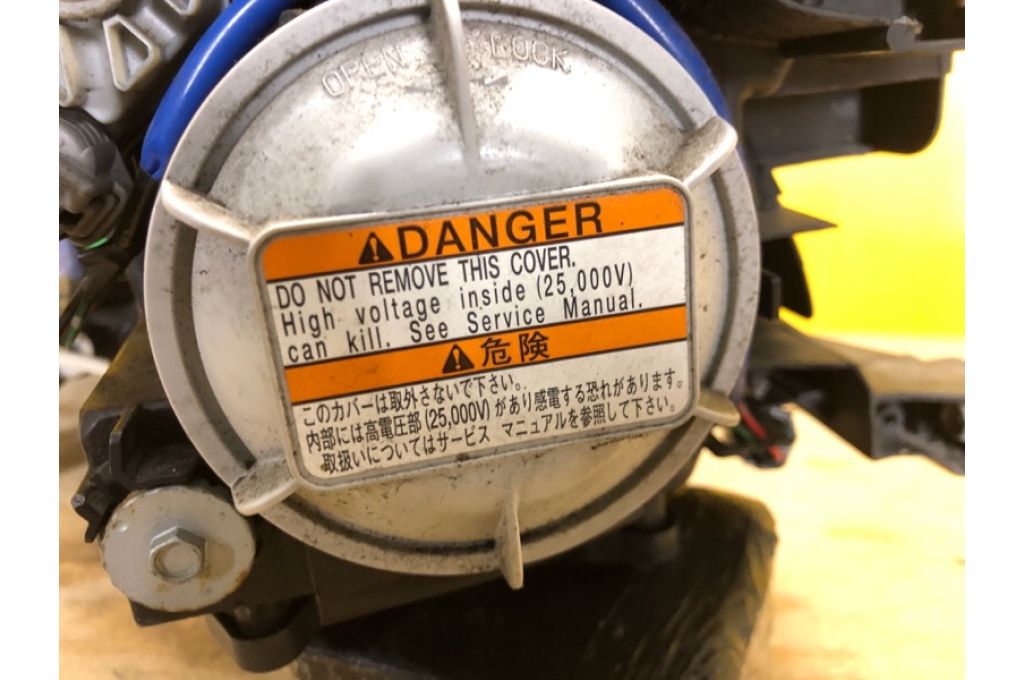 OPEN LOCK
DANGER
DO NOT REMOVE THIS COVER.
High voltage inside (25,000V)
can kill. See Service Manual.
危険
このカバーは取外さないで下さい。
内部には高電圧部(25,000V)があり感電する恐れがあります。
取扱いについてはサービス マニュアルを参照して下さい。